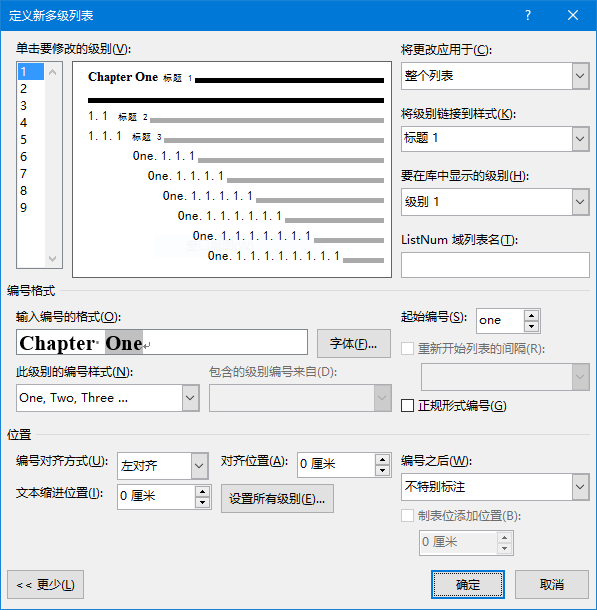 定义新多级列表
单击要修改的级别(V):
1
2
3
4
5
6
7
8
9
Chapter One 标题 1
1.1 标题 2
1.1.1 标题 3
One.1.1.1
One.1.1.1.1
One.1.1.1.1.1
One.1.1.1.1.1.1
One.1.1.1.1.1.1.1
One.1.1.1.1.1.1.1.1
将更改应用于(C):
整个列表
将级别链接到样式(K):
标题 1
要在库中显示的级别(H):
级别 1
ListNum 域列表名(T):
编号格式
输入编号的格式(O):
Chapter One
字体(F)...
起始编号(S): one
重新开始列表的间隔(R):
此级别的编号样式(N):
One, Two, Three ...
包含的级别编号来自(D):
正规形式编号(G)
位置
编号对齐方式(U): 左对齐
对齐位置(A): 0 厘米
文本缩进位置(I): 0 厘米
设置所有级别(E)...
编号之后(W):
不特别标注
制表位添加位置(B):
0 厘米
<< 更少(L)
确定
取消